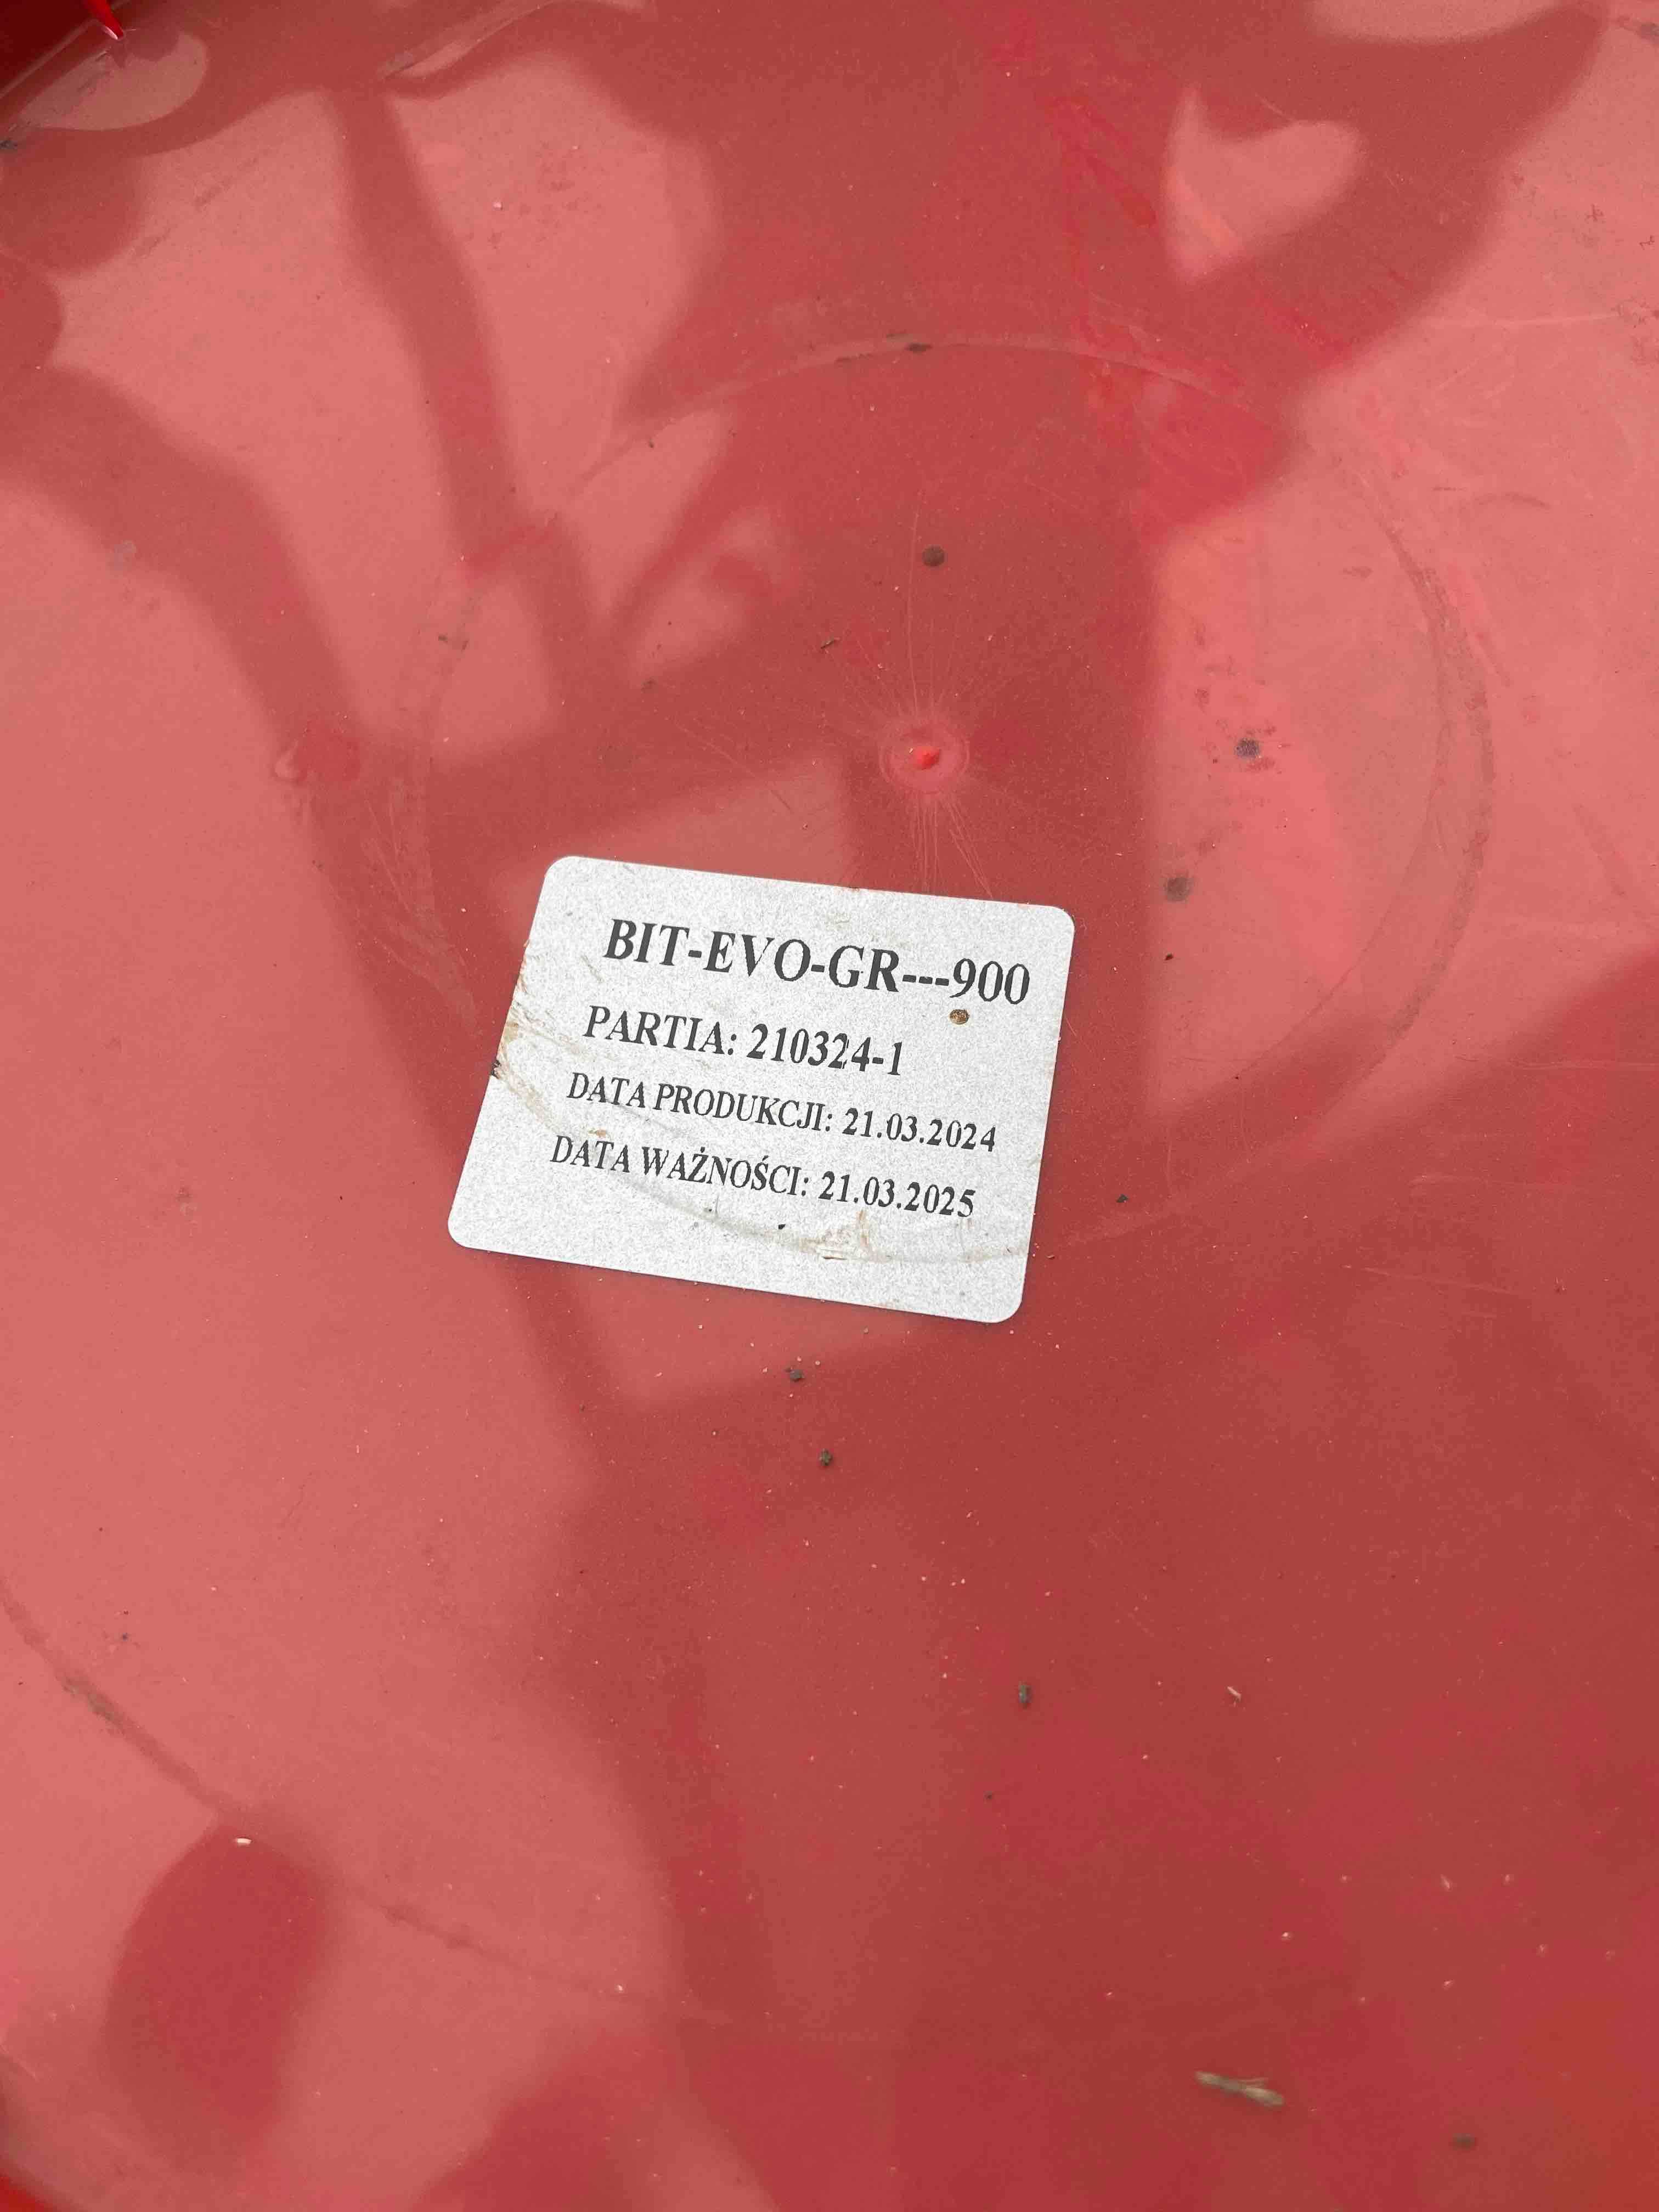 BIT-EVO-GR---900
PARTIA: 210324-1
DATA PRODUKCJI: 21.03.2024
DATA WAŻNOŚCI: 21.03.2025